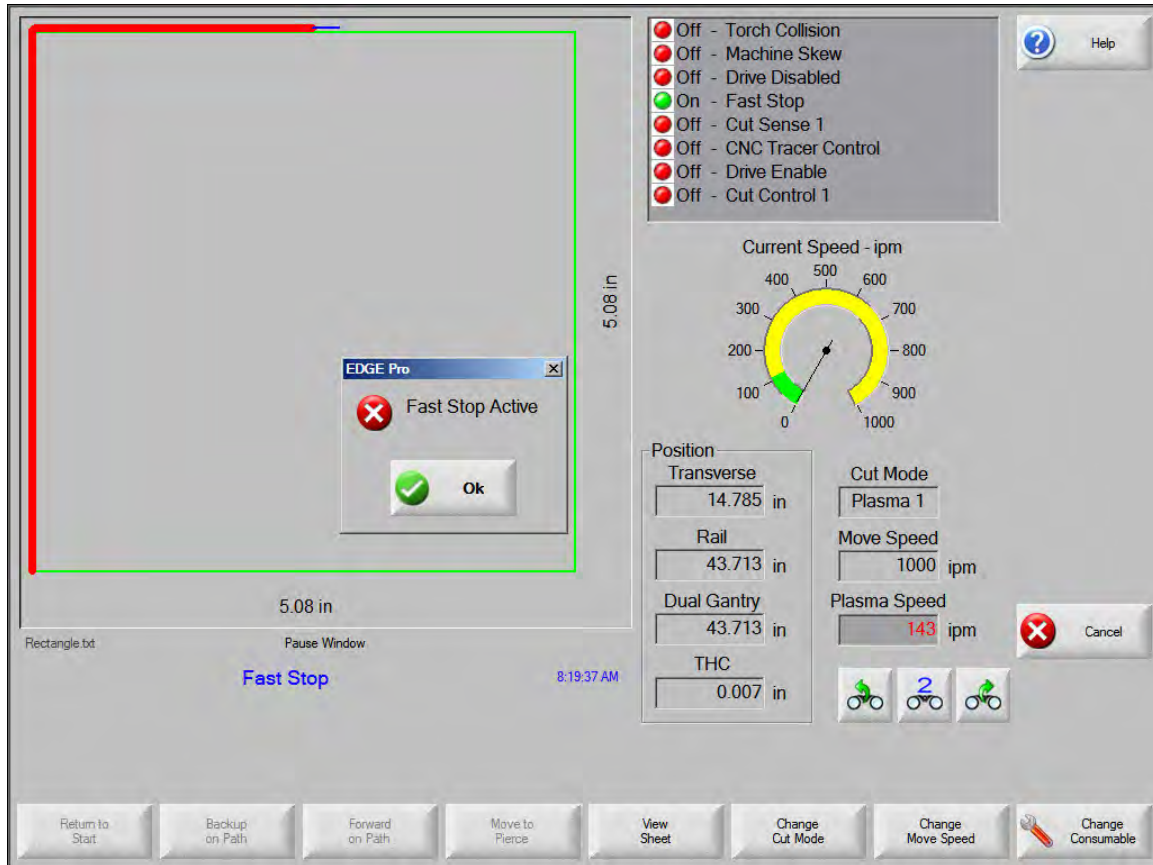 Off - Torch Collision
Off - Machine Skew
Off - Drive Disabled
On - Fast Stop
Off - Cut Sense 1
Off - CNC Tracer Control
Off - Drive Enable
Off - Cut Control 1
Help
Current Speed - ipm
0 100 200 300 400 500 600 700 800 900 1000
5.08 in
EDGE Pro
Fast Stop Active
Ok
5.08 in
Rectangle.txt Pause Window
Fast Stop 8:19:37 AM
Position
Transverse
14.785 in
Rail
43.713 in
Dual Gantry
43.713 in
THC
0.007 in
Cut Mode
Plasma 1
Move Speed
1000 ipm
Plasma Speed
143 ipm
2
Cancel
Return to
Start
Backup
on Path
Forward
on Path
Move to
Pierce
View
Sheet
Change
Cut Mode
Change
Move Speed
Change
Consumable